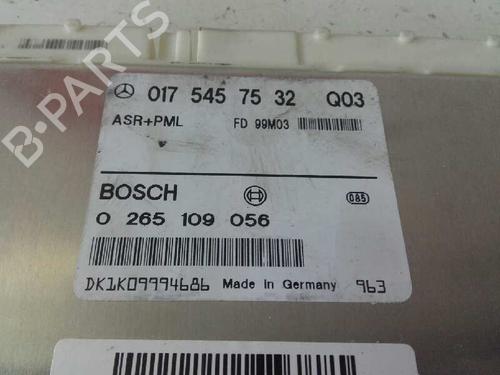 017 545 75 32 Q03
ASR+PML FD 99M03
BOSCH 085
0 265 109 056
DK1K09994686 Made in Germany 963